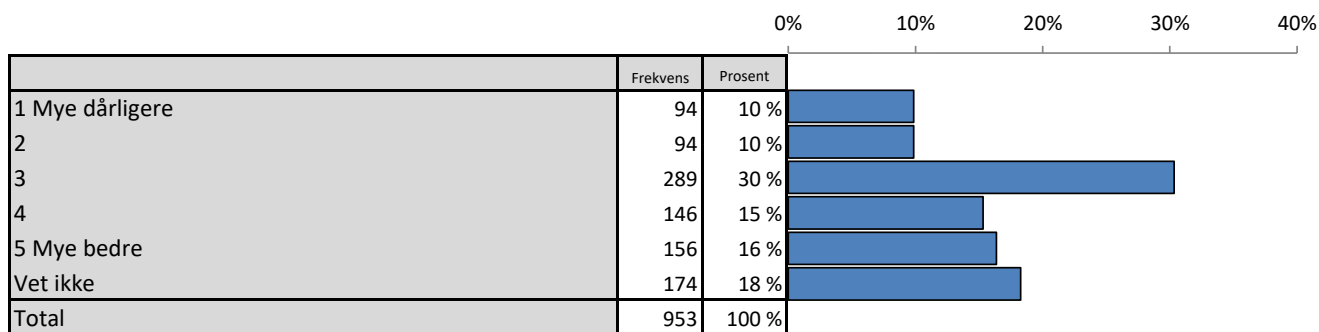 0% 10% 20% 30% 40%
Frekvens Prosent
1 Mye dårligere 94 10 %
2 94 10 %
3 289 30 %
4 146 15 %
5 Mye bedre 156 16 %
Vet ikke 174 18 %
Total 953 100 %